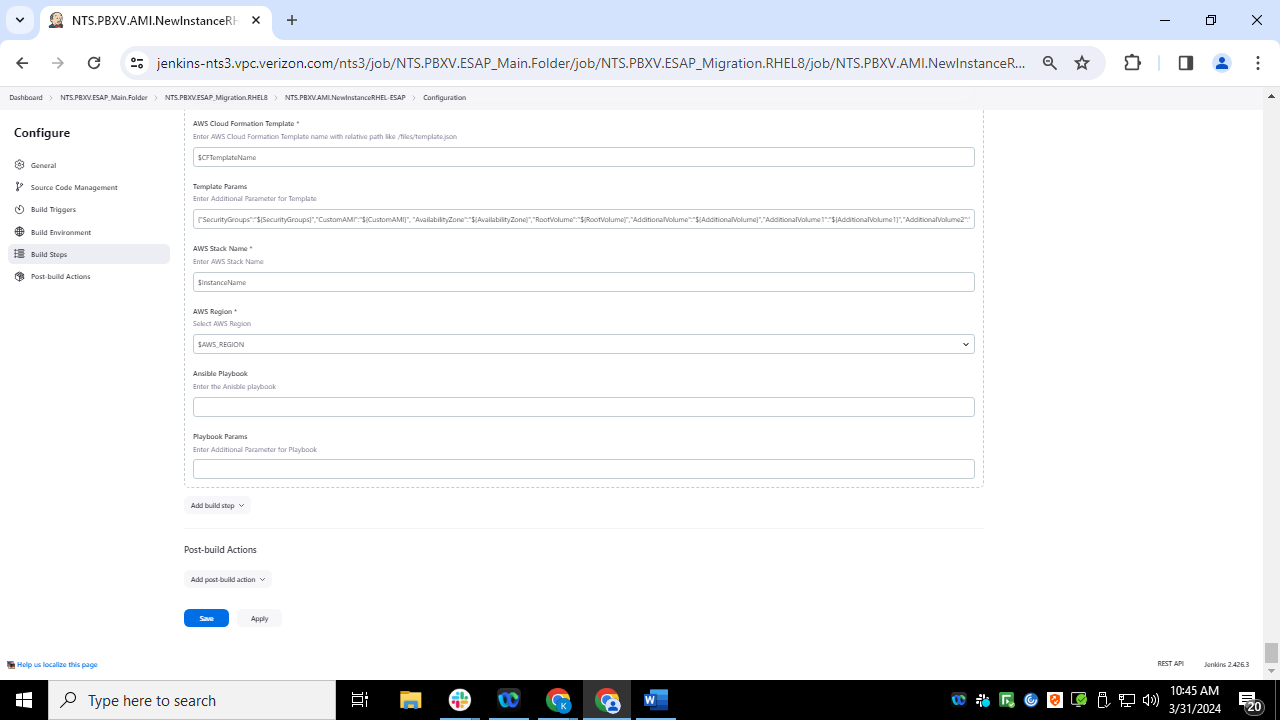 NTS.PBXV.AMI.NewInstanceRH
jenkins-nts3.vpc.verizon.com/nts3/job/NTS.PBXV.ESAP_Main.Folder/job/NTS.PBXV.ESAP_Migration.RHEL8/job/NTS.PBXV.AMI.NewInstanceR...
Dashboard > NTS.PBXV.ESAP_Main.Folder > NTS.PBXV.ESAP_Migration.RHEL8 > NTS.PBXV.AMI.NewInstanceRHEL-ESAP > Configuration
Configure
General
Source Code Management
Build Triggers
Build Environment
Build Steps
Post-build Actions
AWS Cloud Formation Template *
Enter AWS Cloud Formation Template name with relative path like /files/template.json
$CFTemplateName
Template Params
Enter Additional Parameter for Template
{"SecurityGroups":"${SecurityGroups}","CustomAMI":"${CustomAMI}", "AvailabilityZone":"${AvailabilityZone}","RootVolume":"${RootVolume}","AdditionalVolume":"${AdditionalVolume}","AdditionalVolume1":"${AdditionalVolume1}","AdditionalVolume2":"
AWS Stack Name *
Enter AWS Stack Name
$InstanceName
AWS Region *
Select AWS Region
$AWS_REGION
Ansible Playbook
Enter the Anisble playbook
Playbook Params
Enter Additional Parameter for Playbook
Add build step
Post-build Actions
Add post-build action
Save
Apply
Help us localize this page
REST API
Jenkins 2.426.3
Type here to search
10:45 AM
3/31/2024
20